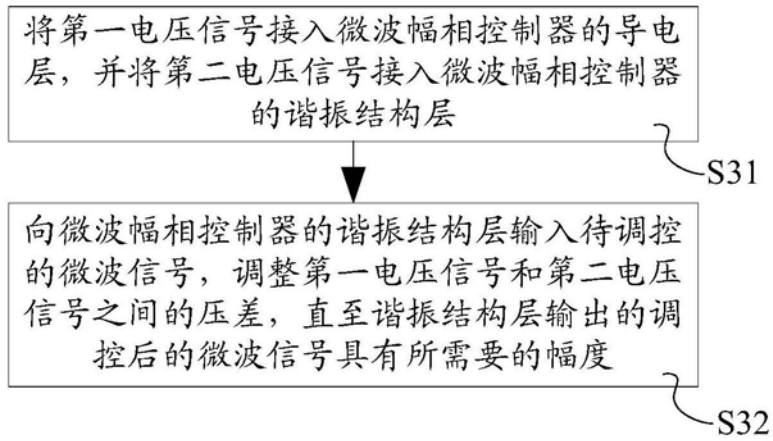 将第一电压信号接入微波幅相控制器的导电
层，并将第二电压信号接入微波幅相控制器
的谐振结构层
S31
向微波幅相控制器的谐振结构层输入待调控
的微波信号，调整第一电压信号和第二电压
信号之间的压差，直至谐振结构层输出的调
控后的微波信号具有所需要的幅度
S32